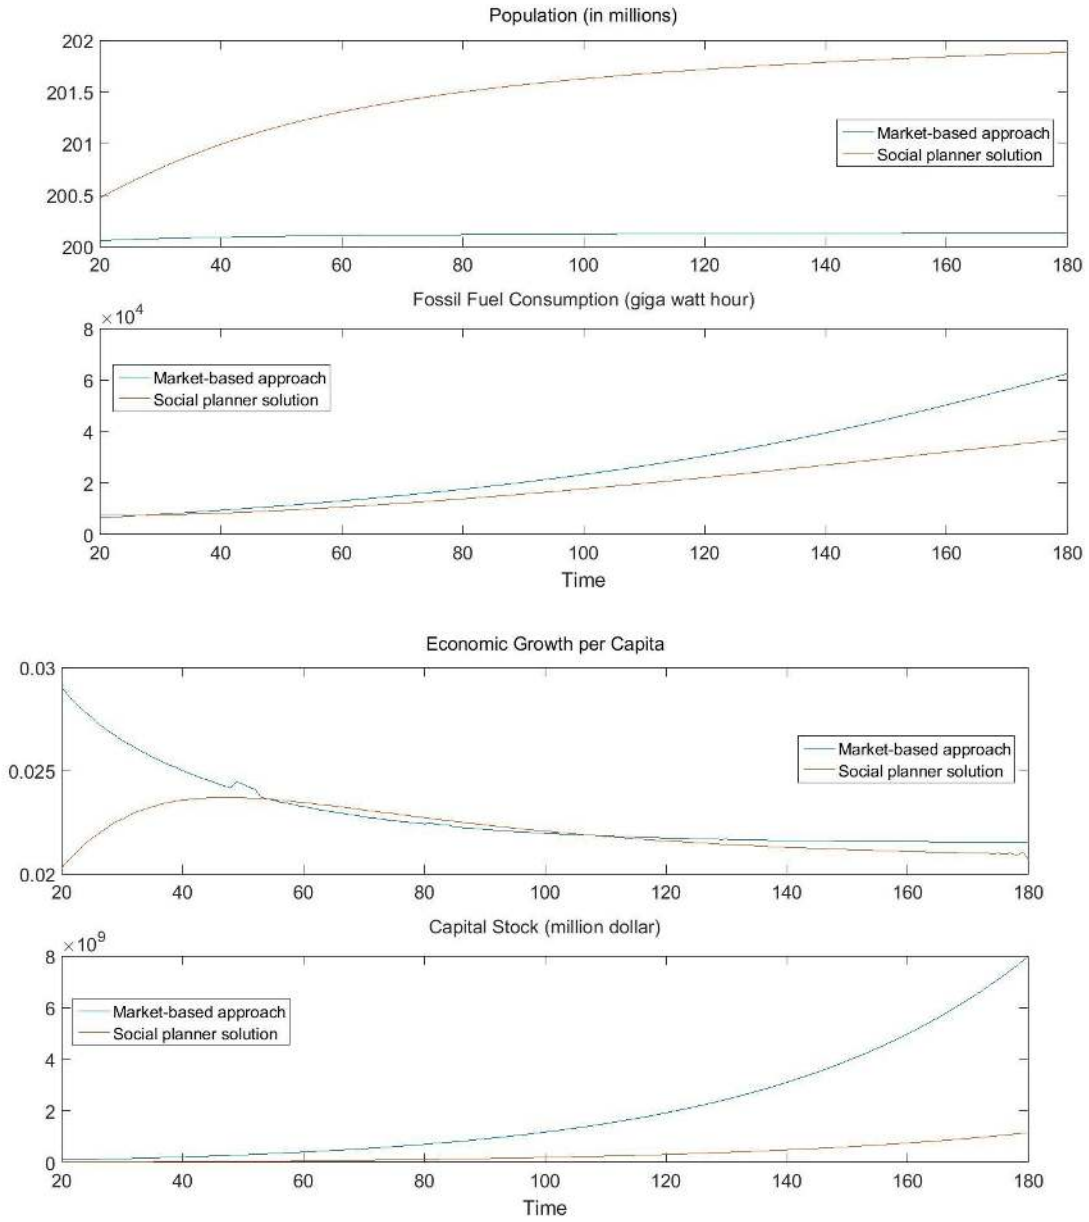 Population (in millions)
202
201.5
201
200.5
200
Market-based approach
Social planner solution
20 40 60 80 100 120 140 160 180
Fossil Fuel Consumption (giga watt hour)
×10^4
8
6
4
2
0
Market-based approach
Social planner solution
20 40 60 80 100 120 140 160 180
Time
Economic Growth per Capita
0.03
0.025
0.02
Market-based approach
Social planner solution
20 40 60 80 100 120 140 160 180
Capital Stock (million dollar)
×10^9
8
6
4
2
0
Market-based approach
Social planner solution
20 40 60 80 100 120 140 160 180
Time